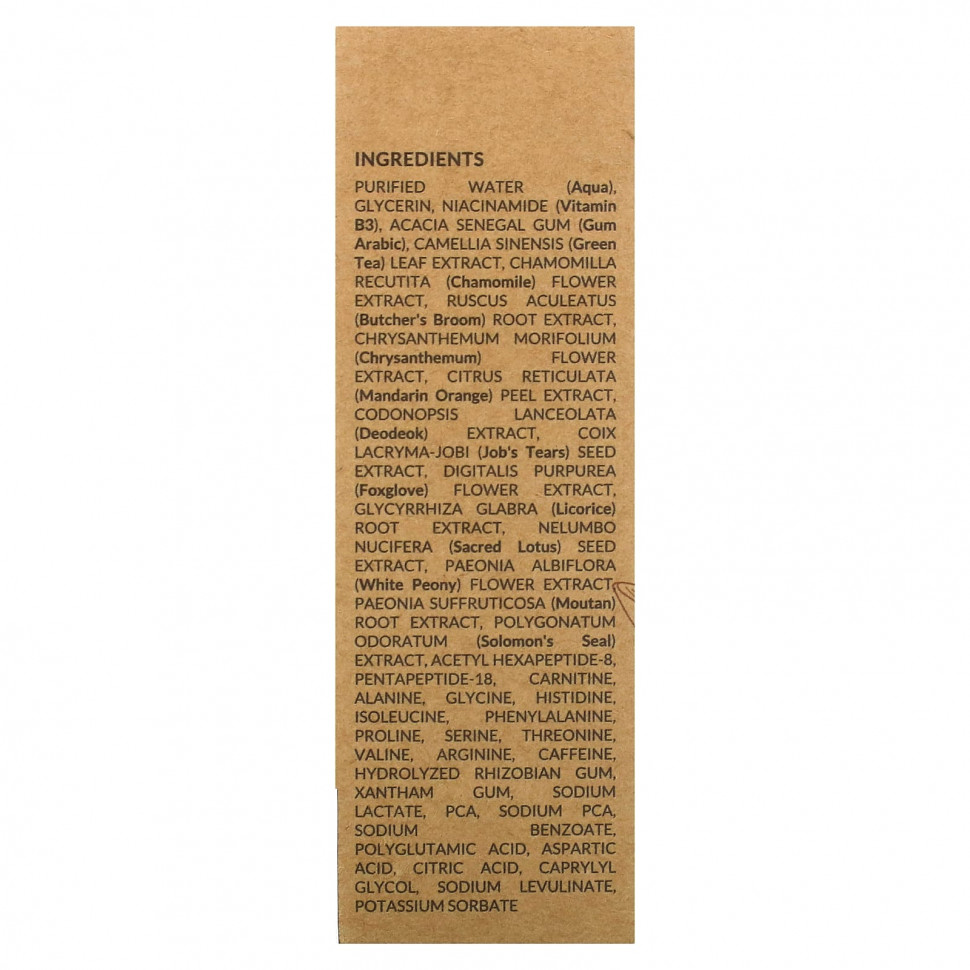 INGREDIENTS
PURIFIED WATER (Aqua),
GLYCERIN, NIACINAMIDE (Vitamin
B3), ACACIA SENEGAL GUM (Gum
Arabic), CAMELLIA SINENSIS (Green
Tea) LEAF EXTRACT, CHAMOMILLA
RECUTITA (Chamomile) FLOWER
EXTRACT, RUSCUS ACULEATUS
(Butcher's Broom) ROOT EXTRACT,
CHRYSANTHEMUM MORIFOLIUM
(Chrysanthemum) FLOWER
EXTRACT, CITRUS RETICULATA
(Mandarin Orange) PEEL EXTRACT,
CODONOPSIS LANCEOLATA
(Deodeok) EXTRACT, COIX
LACRYMA-JOBI (Job's Tears) SEED
EXTRACT, DIGITALIS PURPUREA
(Foxglove) FLOWER EXTRACT,
GLYCYRRHIZA GLABRA (Licorice)
ROOT EXTRACT, NELUMBO
NUCIFERA (Sacred Lotus) SEED
EXTRACT, PAEONIA ALBIFLORA
(White Peony) FLOWER EXTRACT,
PAEONIA SUFFRUTICOSA (Moutan)
ROOT EXTRACT, POLYGONATUM
ODORATUM (Solomon's Seal)
EXTRACT, ACETYL HEXAPEPTIDE-8,
PENTAPEPTIDE-18, CARNITINE,
ALANINE, GLYCINE, HISTIDINE,
ISOLEUCINE, PHENYLALANINE,
PROLINE, SERINE, THREONINE,
VALINE, ARGININE, CAFFEINE,
HYDROLYZED RHIZOBIAN GUM,
XANTHAM GUM, SODIUM
LACTATE, PCA, SODIUM PCA,
SODIUM BENZOATE,
POLYGLUTAMIC ACID, ASPARTIC
ACID, CITRIC ACID, CAPRYLYL
GLYCOL, SODIUM LEVULINATE,
POTASSIUM SORBATE